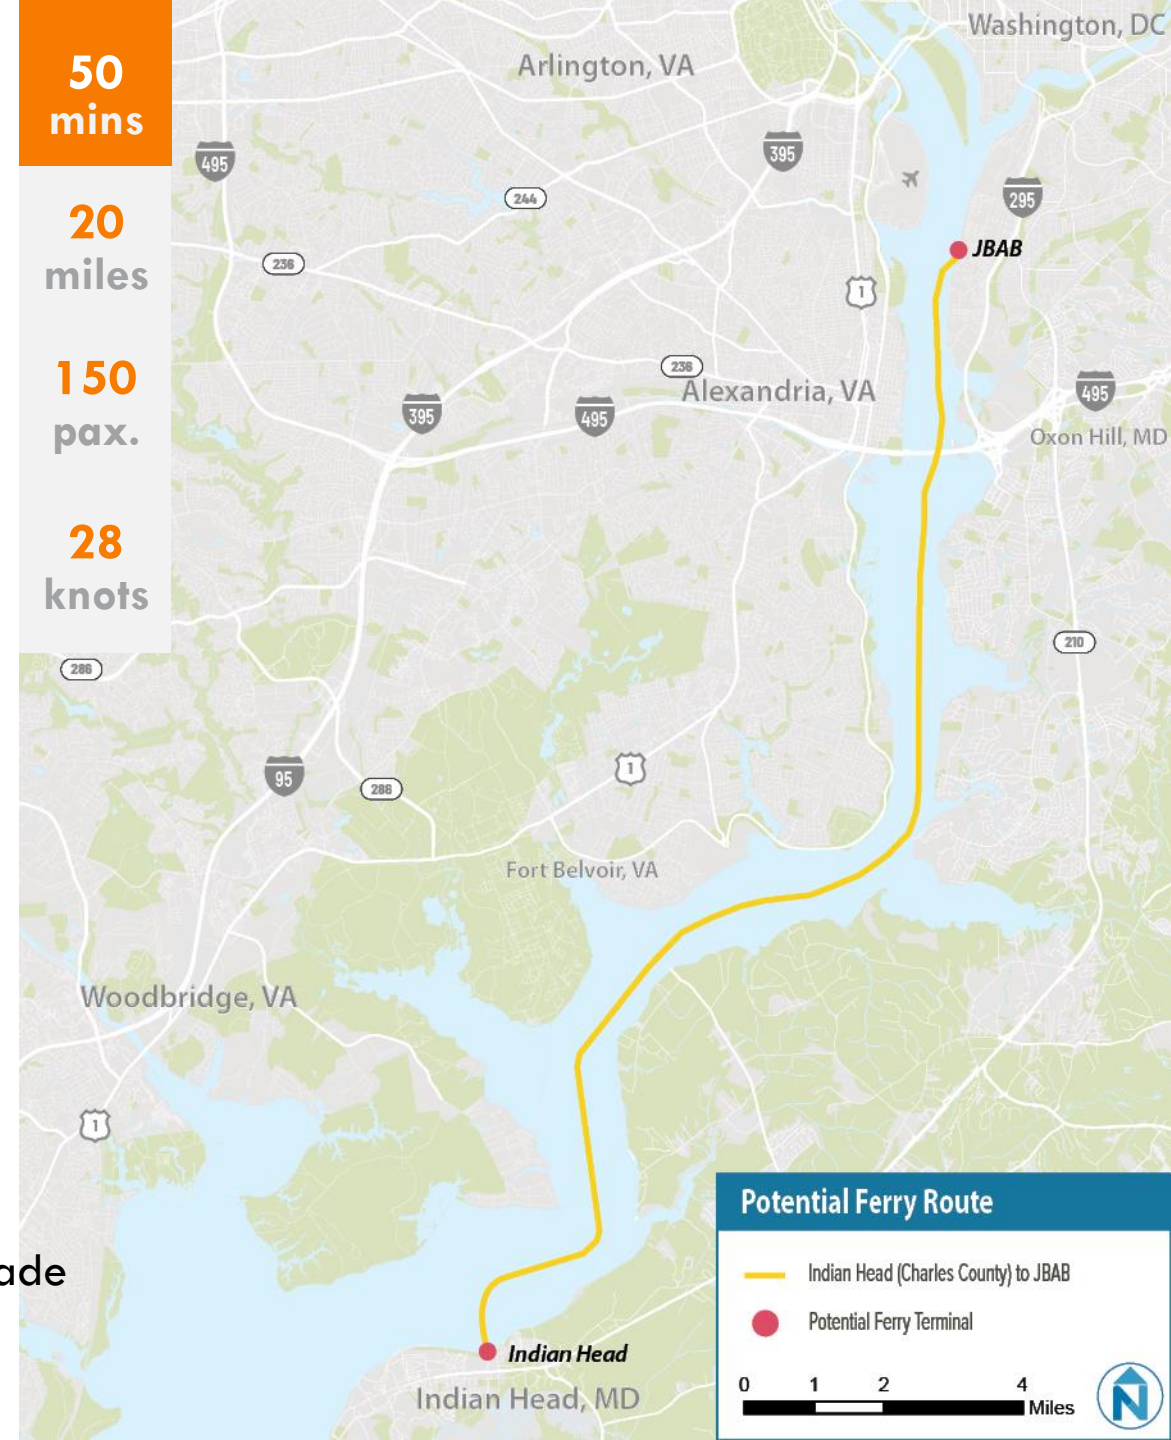 50
mins
20
miles
150
pax.
28
knots
Washington, DC
Arlington, VA
495
395
244
295
236
JBAB
1
236
Alexandria, VA
495
395
495
Oxon Hill, MD
210
286
95
286
1
Fort Belvoir, VA
Woodbridge, VA
1
ade
Indian Head
Indian Head, MD
Potential Ferry Route
Indian Head (Charles County) to JBAB
Potential Ferry Terminal
0 1 2 4
Miles
N